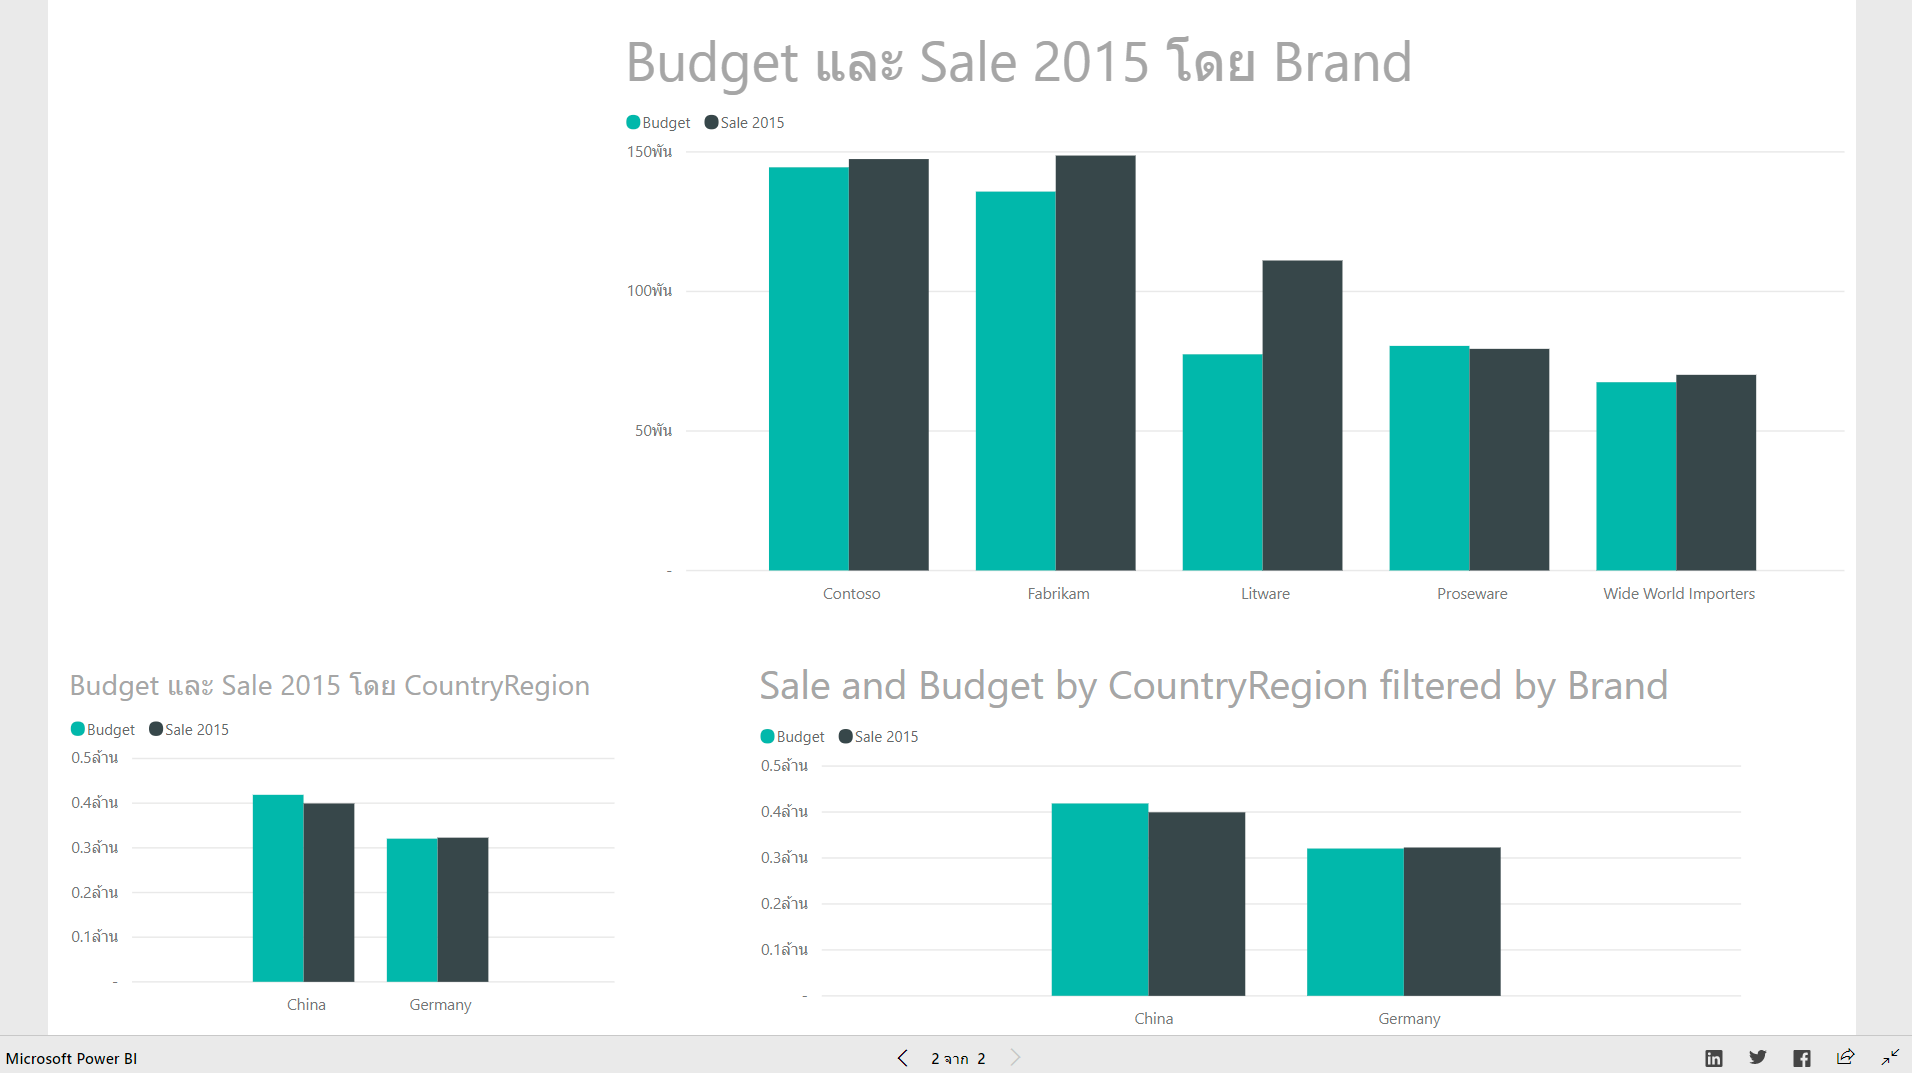 Budget และ Sale 2015 โดย Brand
Budget Sale 2015
150พัน
100พัน
50พัน
-
Contoso Fabrikam Litware Proseware Wide World Importers
Budget และ Sale 2015 โดย CountryRegion
Budget Sale 2015
0.5ล้าน
0.4ล้าน
0.3ล้าน
0.2ล้าน
0.1ล้าน
-
China Germany
Sale and Budget by CountryRegion filtered by Brand
Budget Sale 2015
0.5ล้าน
0.4ล้าน
0.3ล้าน
0.2ล้าน
0.1ล้าน
-
China Germany
Microsoft Power BI
2 จาก 2